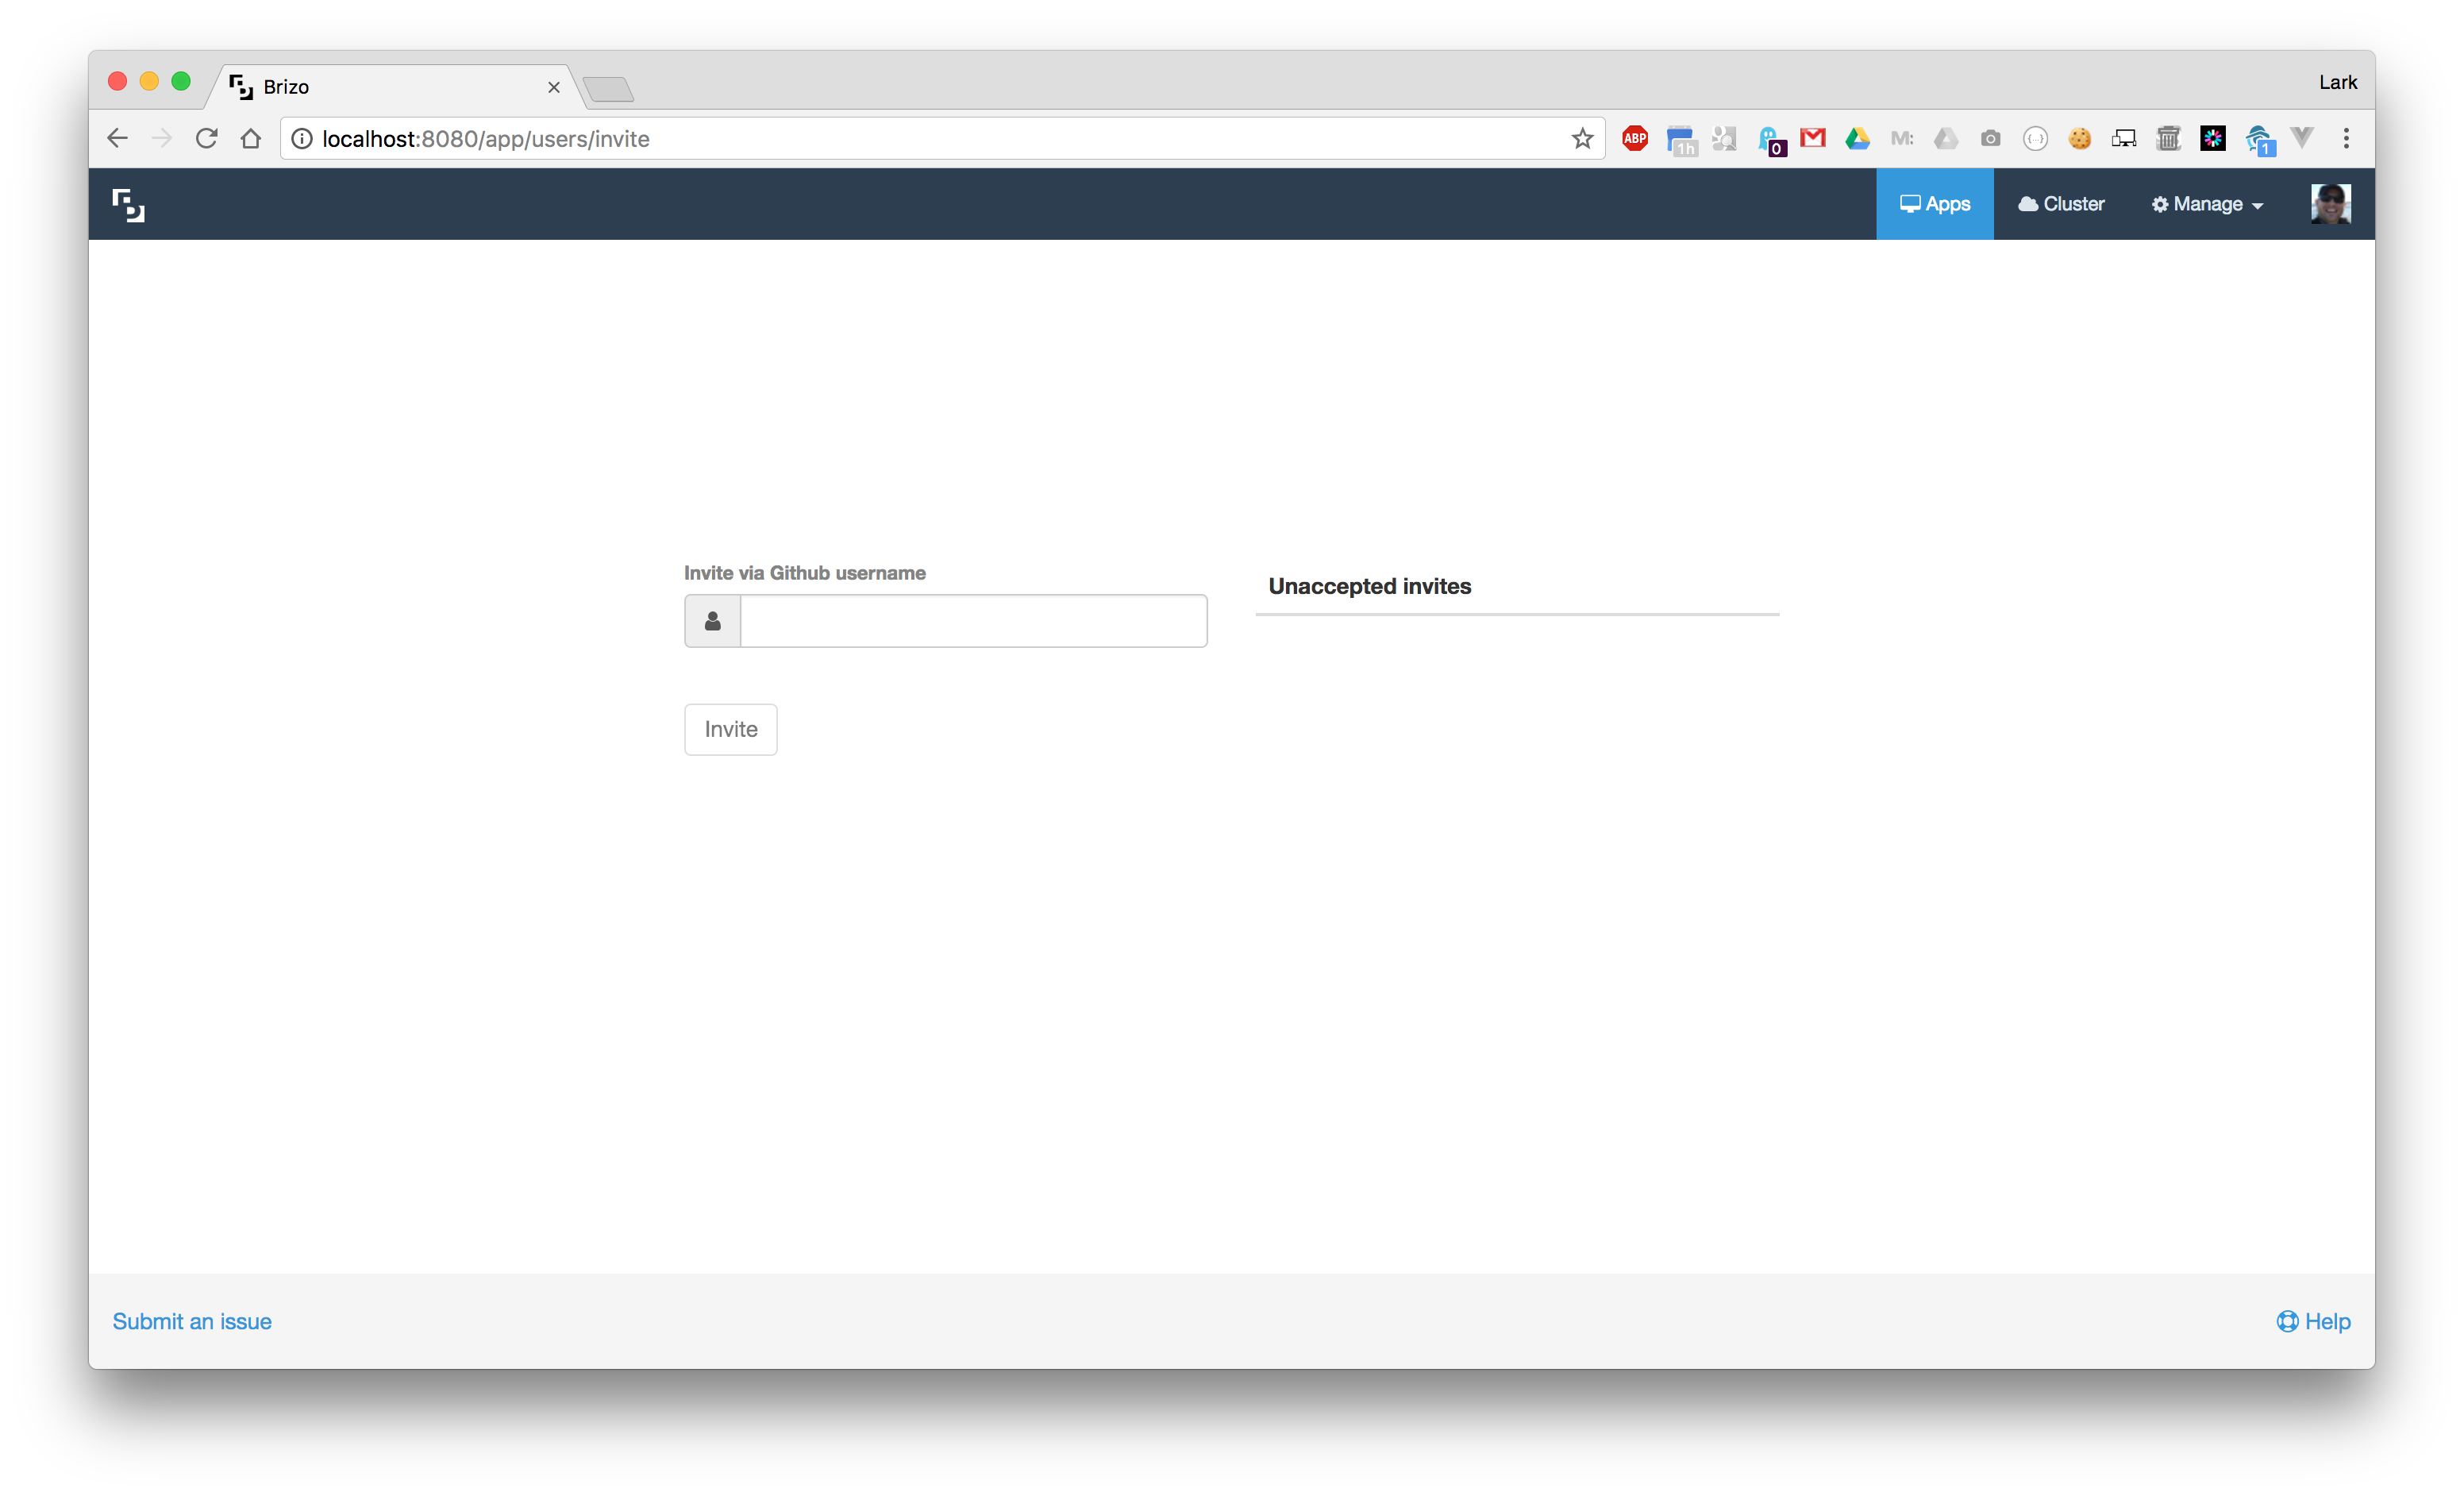 Brizo
Lark
localhost:8080/app/users/invite
ABP
1h
0
M:
{...}
1
Apps
Cluster
Manage
Invite via Github username
Unaccepted invites
Invite
Submit an issue
Help